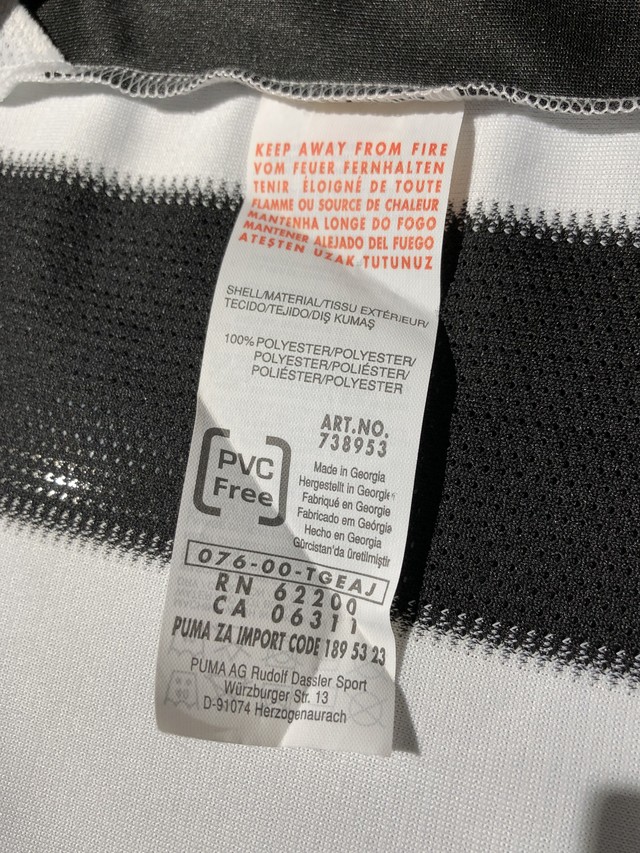 KEEP AWAY FROM FIRE
VOM FEUER FERNHALTEN
TENIR ÉLOIGNÉ DE TOUTE
FLAMME OU SOURCE DE CHALEUR
MANTENHA LONGE DO FOGO
MANTENER ALEJADO DEL FUEGO
ATEŞTEN UZAK TUTUNUZ
SHELL/MATERIAL/TISSU EXTÉRIEUR/
TECIDO/TEJIDO/DIŞ KUMAŞ
100% POLYESTER/POLYESTER/
POLYESTER/POLIÉSTER/
POLIÉSTER/POLYESTER
ART.NO.
738953
PVC
Free
Made in Georgia
Hergestellt in Georgien
Fabriqué en Georgie
Fabricado em Geórgia
Hecho en Georgia
Gürcistan'da üretilmiştir
076-00-TGEAJ
RN 62200
CA 06311
PUMA ZA IMPORT CODE 189 53 23
PUMA AG Rudolf Dassler Sport
Würzburger Str. 13
D-91074 Herzogenaurach